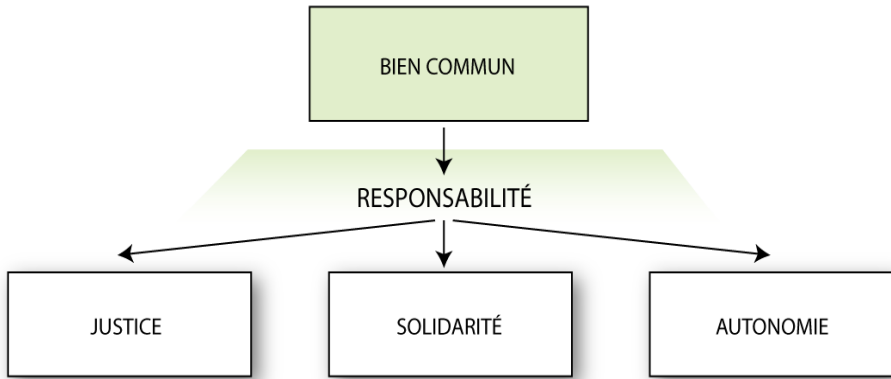 BIEN COMMUN
RESPONSABILITÉ
JUSTICE
SOLIDARITÉ
AUTONOMIE